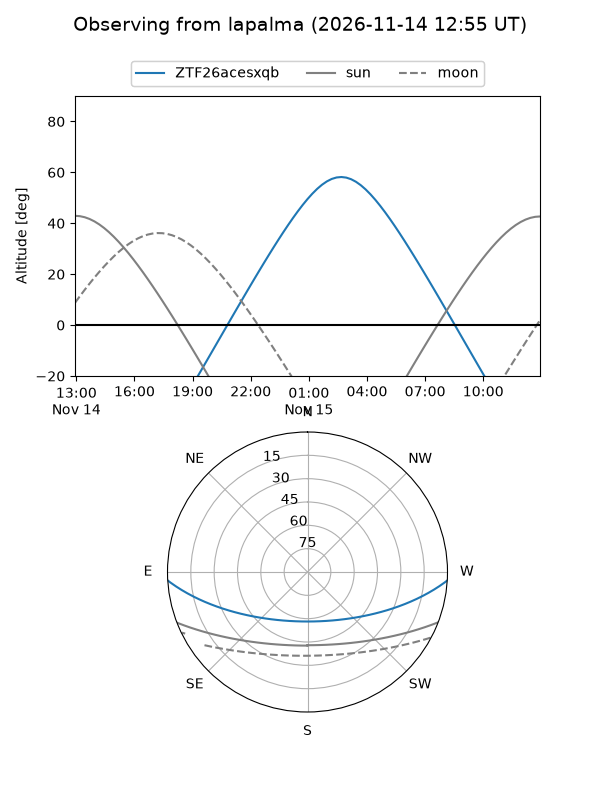 Observing from lapalma (2026-11-14 12:55 UT)
ZTF26acesxqb sun moon
Altitude [deg]
80
60
40
20
0
−20
13:00 16:00 19:00 22:00 01:00 04:00 07:00 10:00
Nov 14 Nov 15
N
NE NW
15
30
45
60
75
E W
SE SW
S